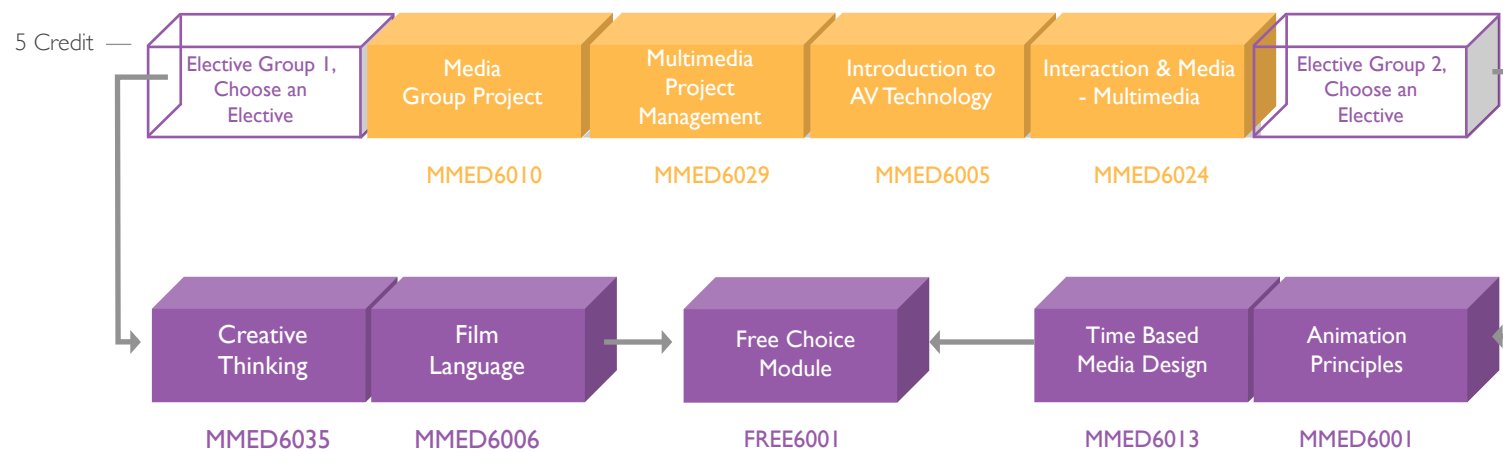 5 Credit
Elective Group 1,
Choose an
Elective
Media
Group Project
Multimedia
Project
Management
Introduction to
AV Technology
Interaction & Media
- Multimedia
Elective Group 2,
Choose an
Elective
MMED6010
MMED6029
MMED6005
MMED6024
Creative
Thinking
Film
Language
Free Choice
Module
Time Based
Media Design
Animation
Principles
MMED6035
MMED6006
FREE6001
MMED6013
MMED6001